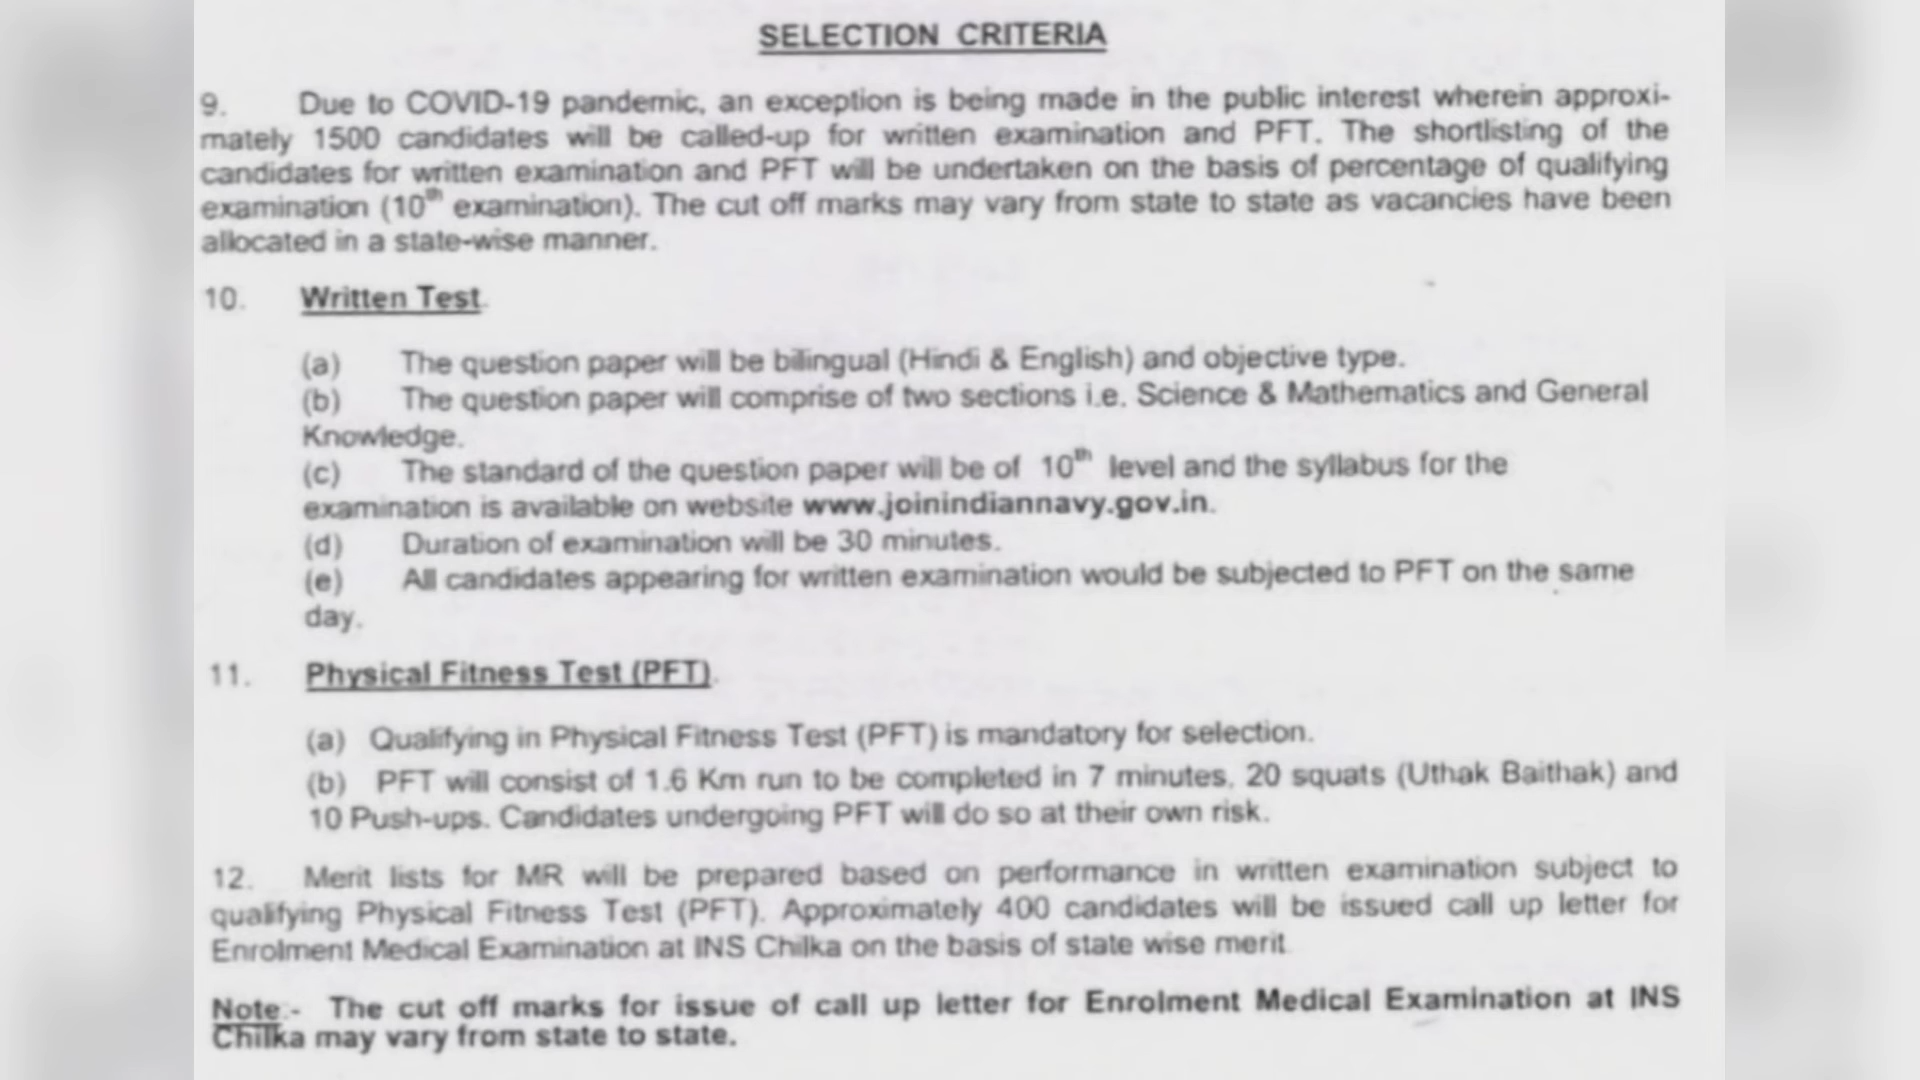 SELECTION CRITERIA
9. Due to COVID-19 pandemic, an exception is being made in the public interest wherein approxi-
mately 1500 candidates will be called-up for written examination and PFT. The shortlisting of the
candidates for written examination and PFT will be undertaken on the basis of percentage of qualifying
examination (10th examination). The cut off marks may vary from state to state as vacancies have been
allocated in a state-wise manner.
10. Written Test.
(a) The question paper will be bilingual (Hindi & English) and objective type.
(b) The question paper will comprise of two sections i.e. Science & Mathematics and General
Knowledge.
(c) The standard of the question paper will be of 10th level and the syllabus for the
examination is available on website www.joinindiannavy.gov.in.
(d) Duration of examination will be 30 minutes.
(e) All candidates appearing for written examination would be subjected to PFT on the same
day.
11. Physical Fitness Test (PFT).
(a) Qualifying in Physical Fitness Test (PFT) is mandatory for selection.
(b) PFT will consist of 1.6 Km run to be completed in 7 minutes, 20 squats (Uthak Baithak) and
10 Push-ups. Candidates undergoing PFT will do so at their own risk.
12. Merit lists for MR will be prepared based on performance in written examination subject to
qualifying Physical Fitness Test (PFT). Approximately 400 candidates will be issued call up letter for
Enrolment Medical Examination at INS Chilka on the basis of state wise merit.
Note:- The cut off marks for issue of call up letter for Enrolment Medical Examination at INS
Chilka may vary from state to state.